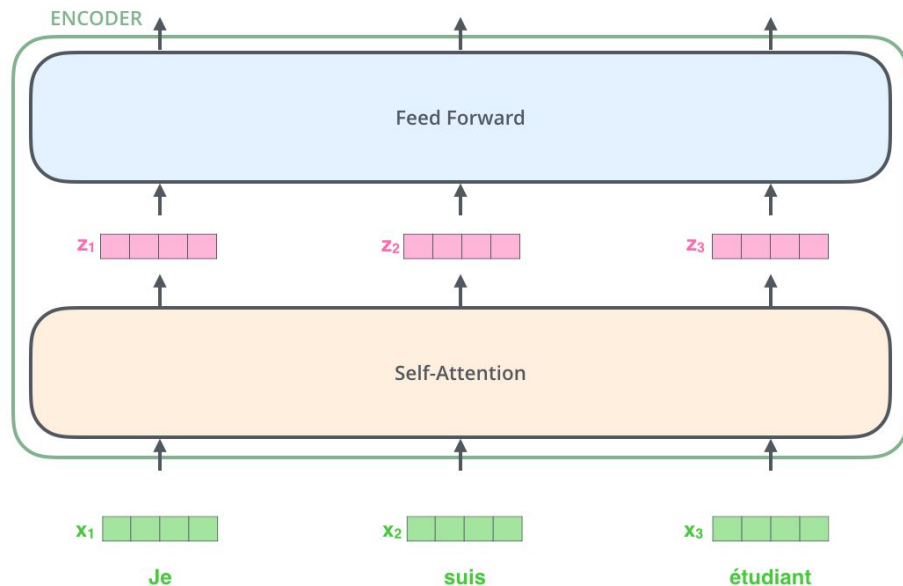 ENCODER
Feed Forward
z1 z2 z3
Self-Attention
x1 x2 x3
Je suis étudiant